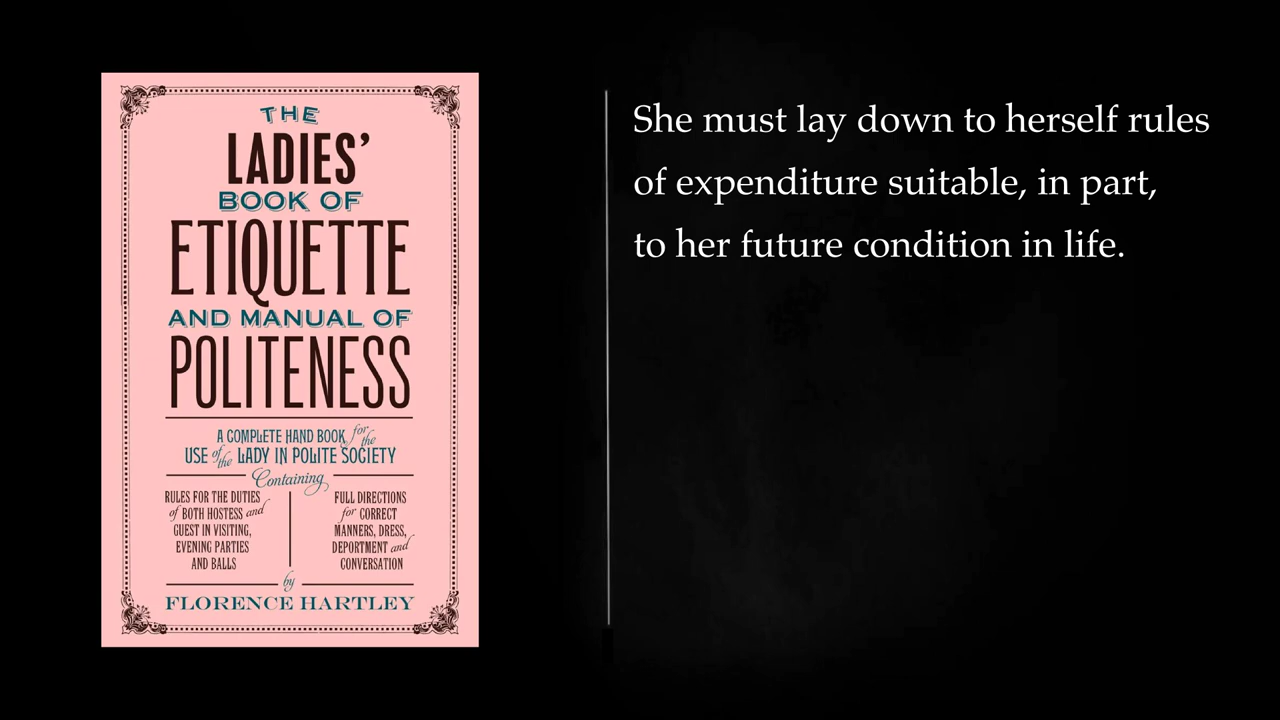 THE
LADIES'
BOOK OF
ETIQUETTE
AND MANUAL OF
POLITENESS
A COMPLETE HAND BOOK for the
USE of the LADY IN POLITE SOCIETY
Containing
RULES FOR THE DUTIES
of BOTH HOSTESS and
GUEST IN VISITING,
EVENING PARTIES
AND BALLS
FULL DIRECTIONS
for CORRECT
MANNERS, DRESS,
DEPORTMENT and
CONVERSATION
by
FLORENCE HARTLEY
She must lay down to herself rules
of expenditure suitable, in part,
to her future condition in life.